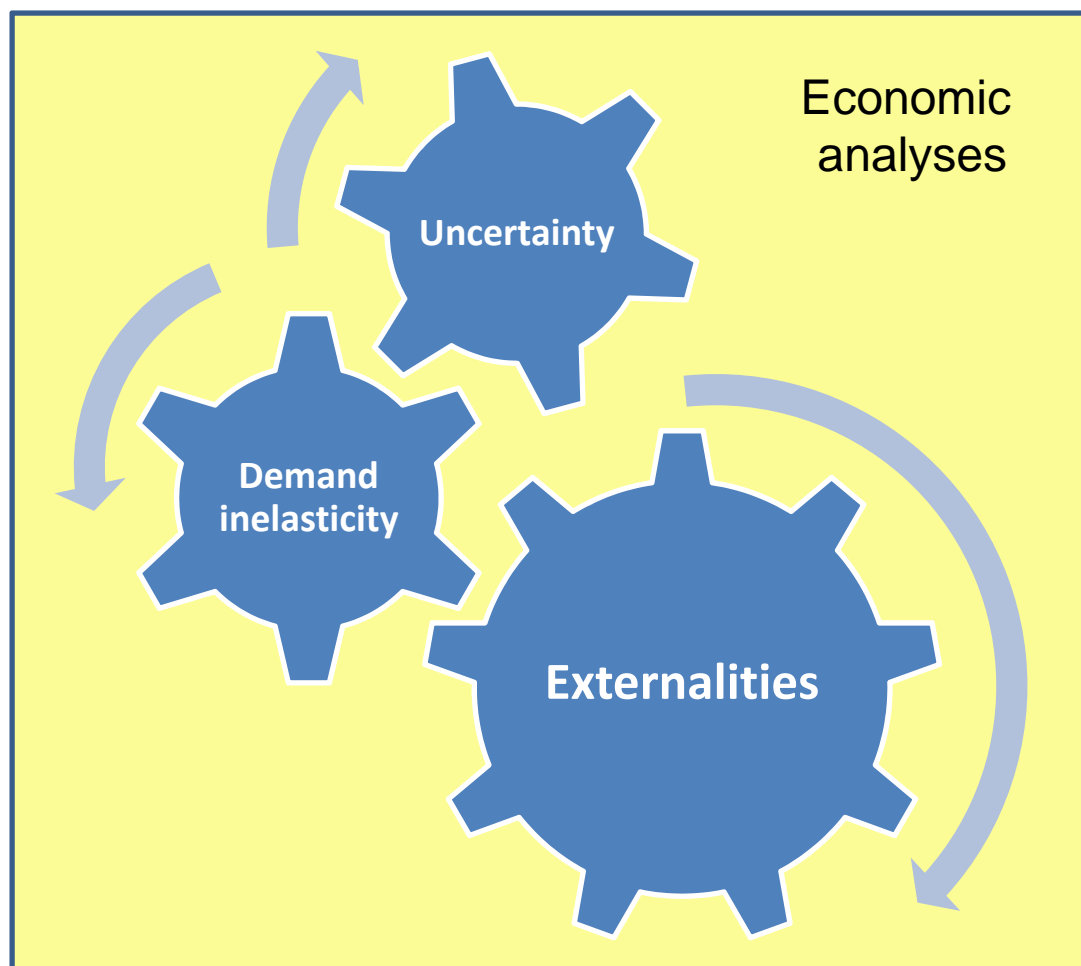 Economic
analyses
Uncertainty
Demand
inelasticity
Externalities